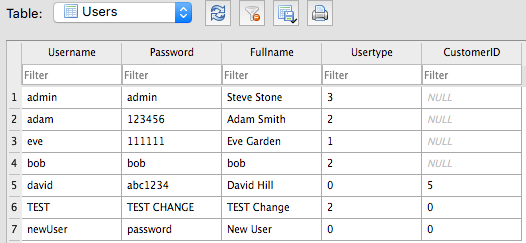 Table: Users
Username Password Fullname Usertype CustomerID
Filter Filter Filter Filter Filter
1 admin admin Steve Stone 3 NULL
2 adam 123456 Adam Smith 2 NULL
3 eve 111111 Eve Garden 1 NULL
4 bob bob bob 2 NULL
5 david abc1234 David Hill 0 5
6 TEST TEST CHANGE TEST Change 2 0
7 newUser password New User 0 0